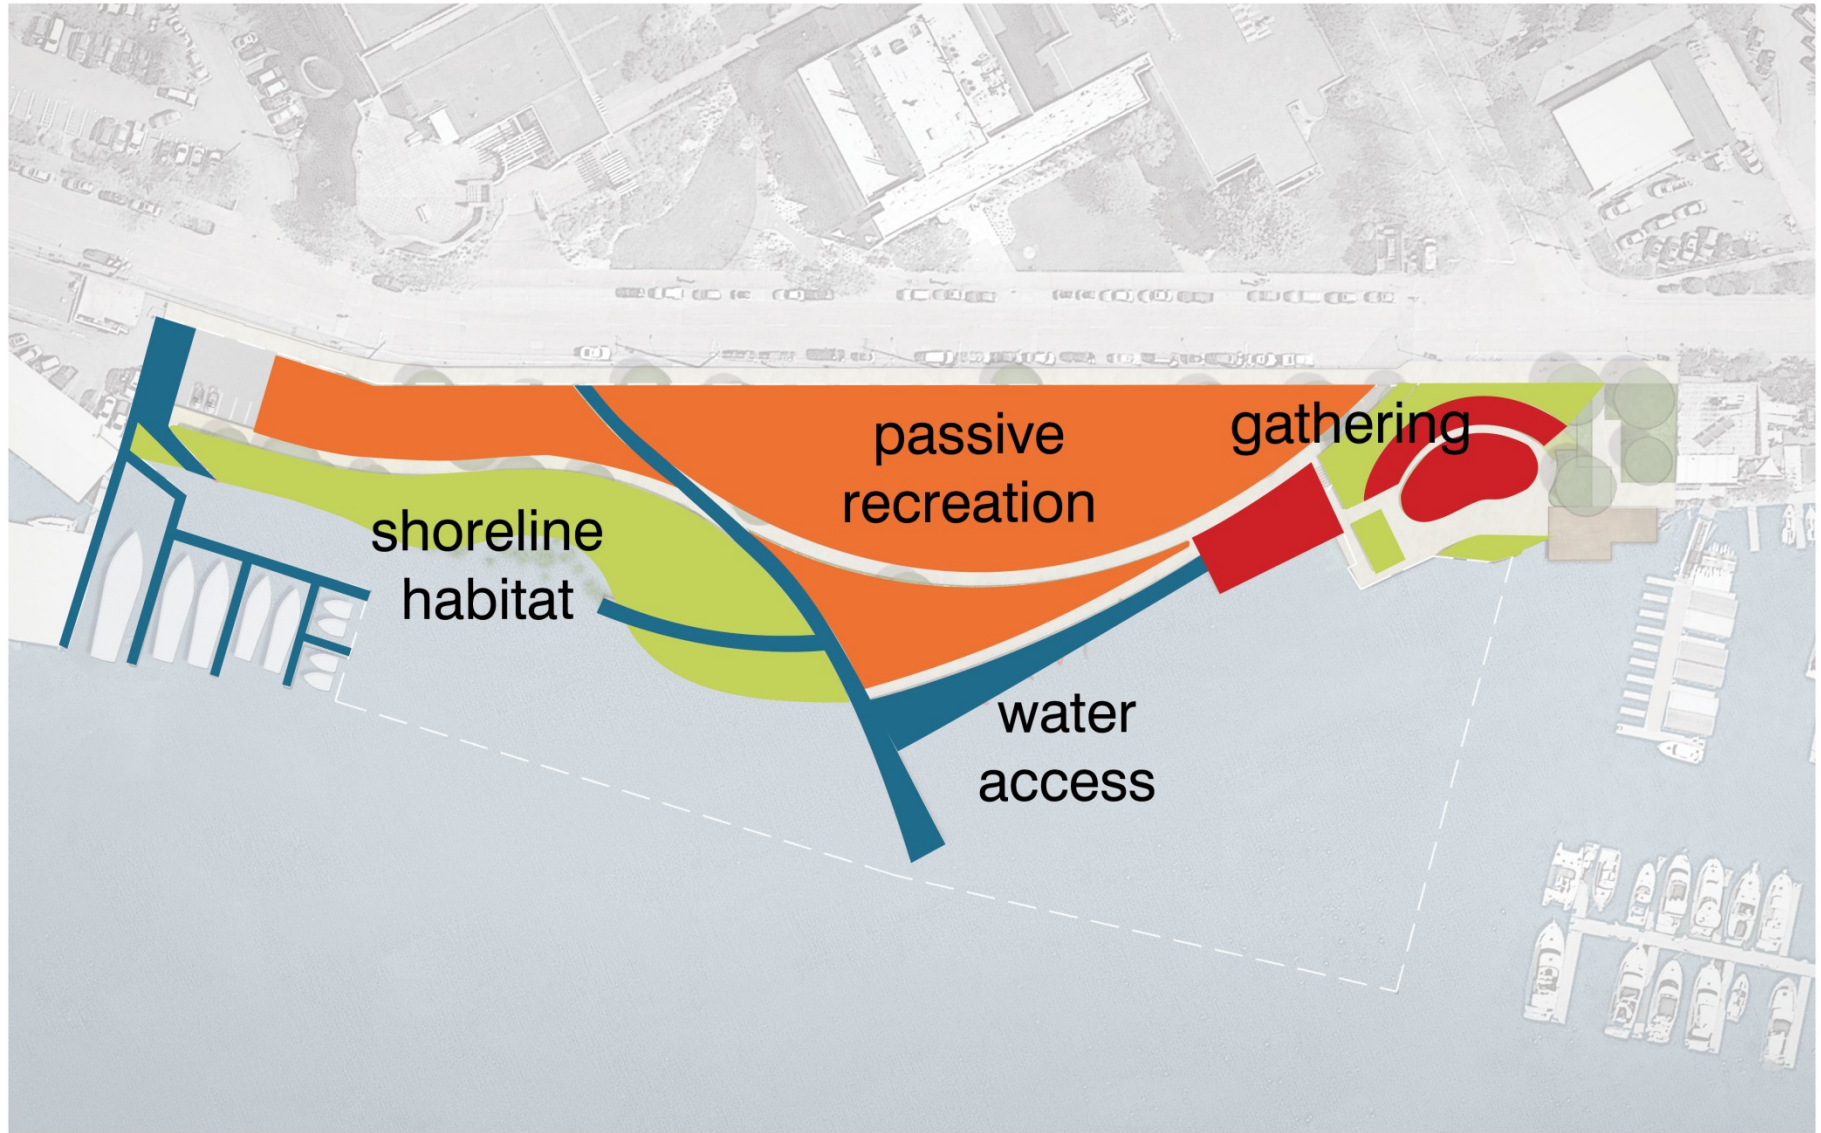 passive
recreation
gathering
shoreline
habitat
water
access